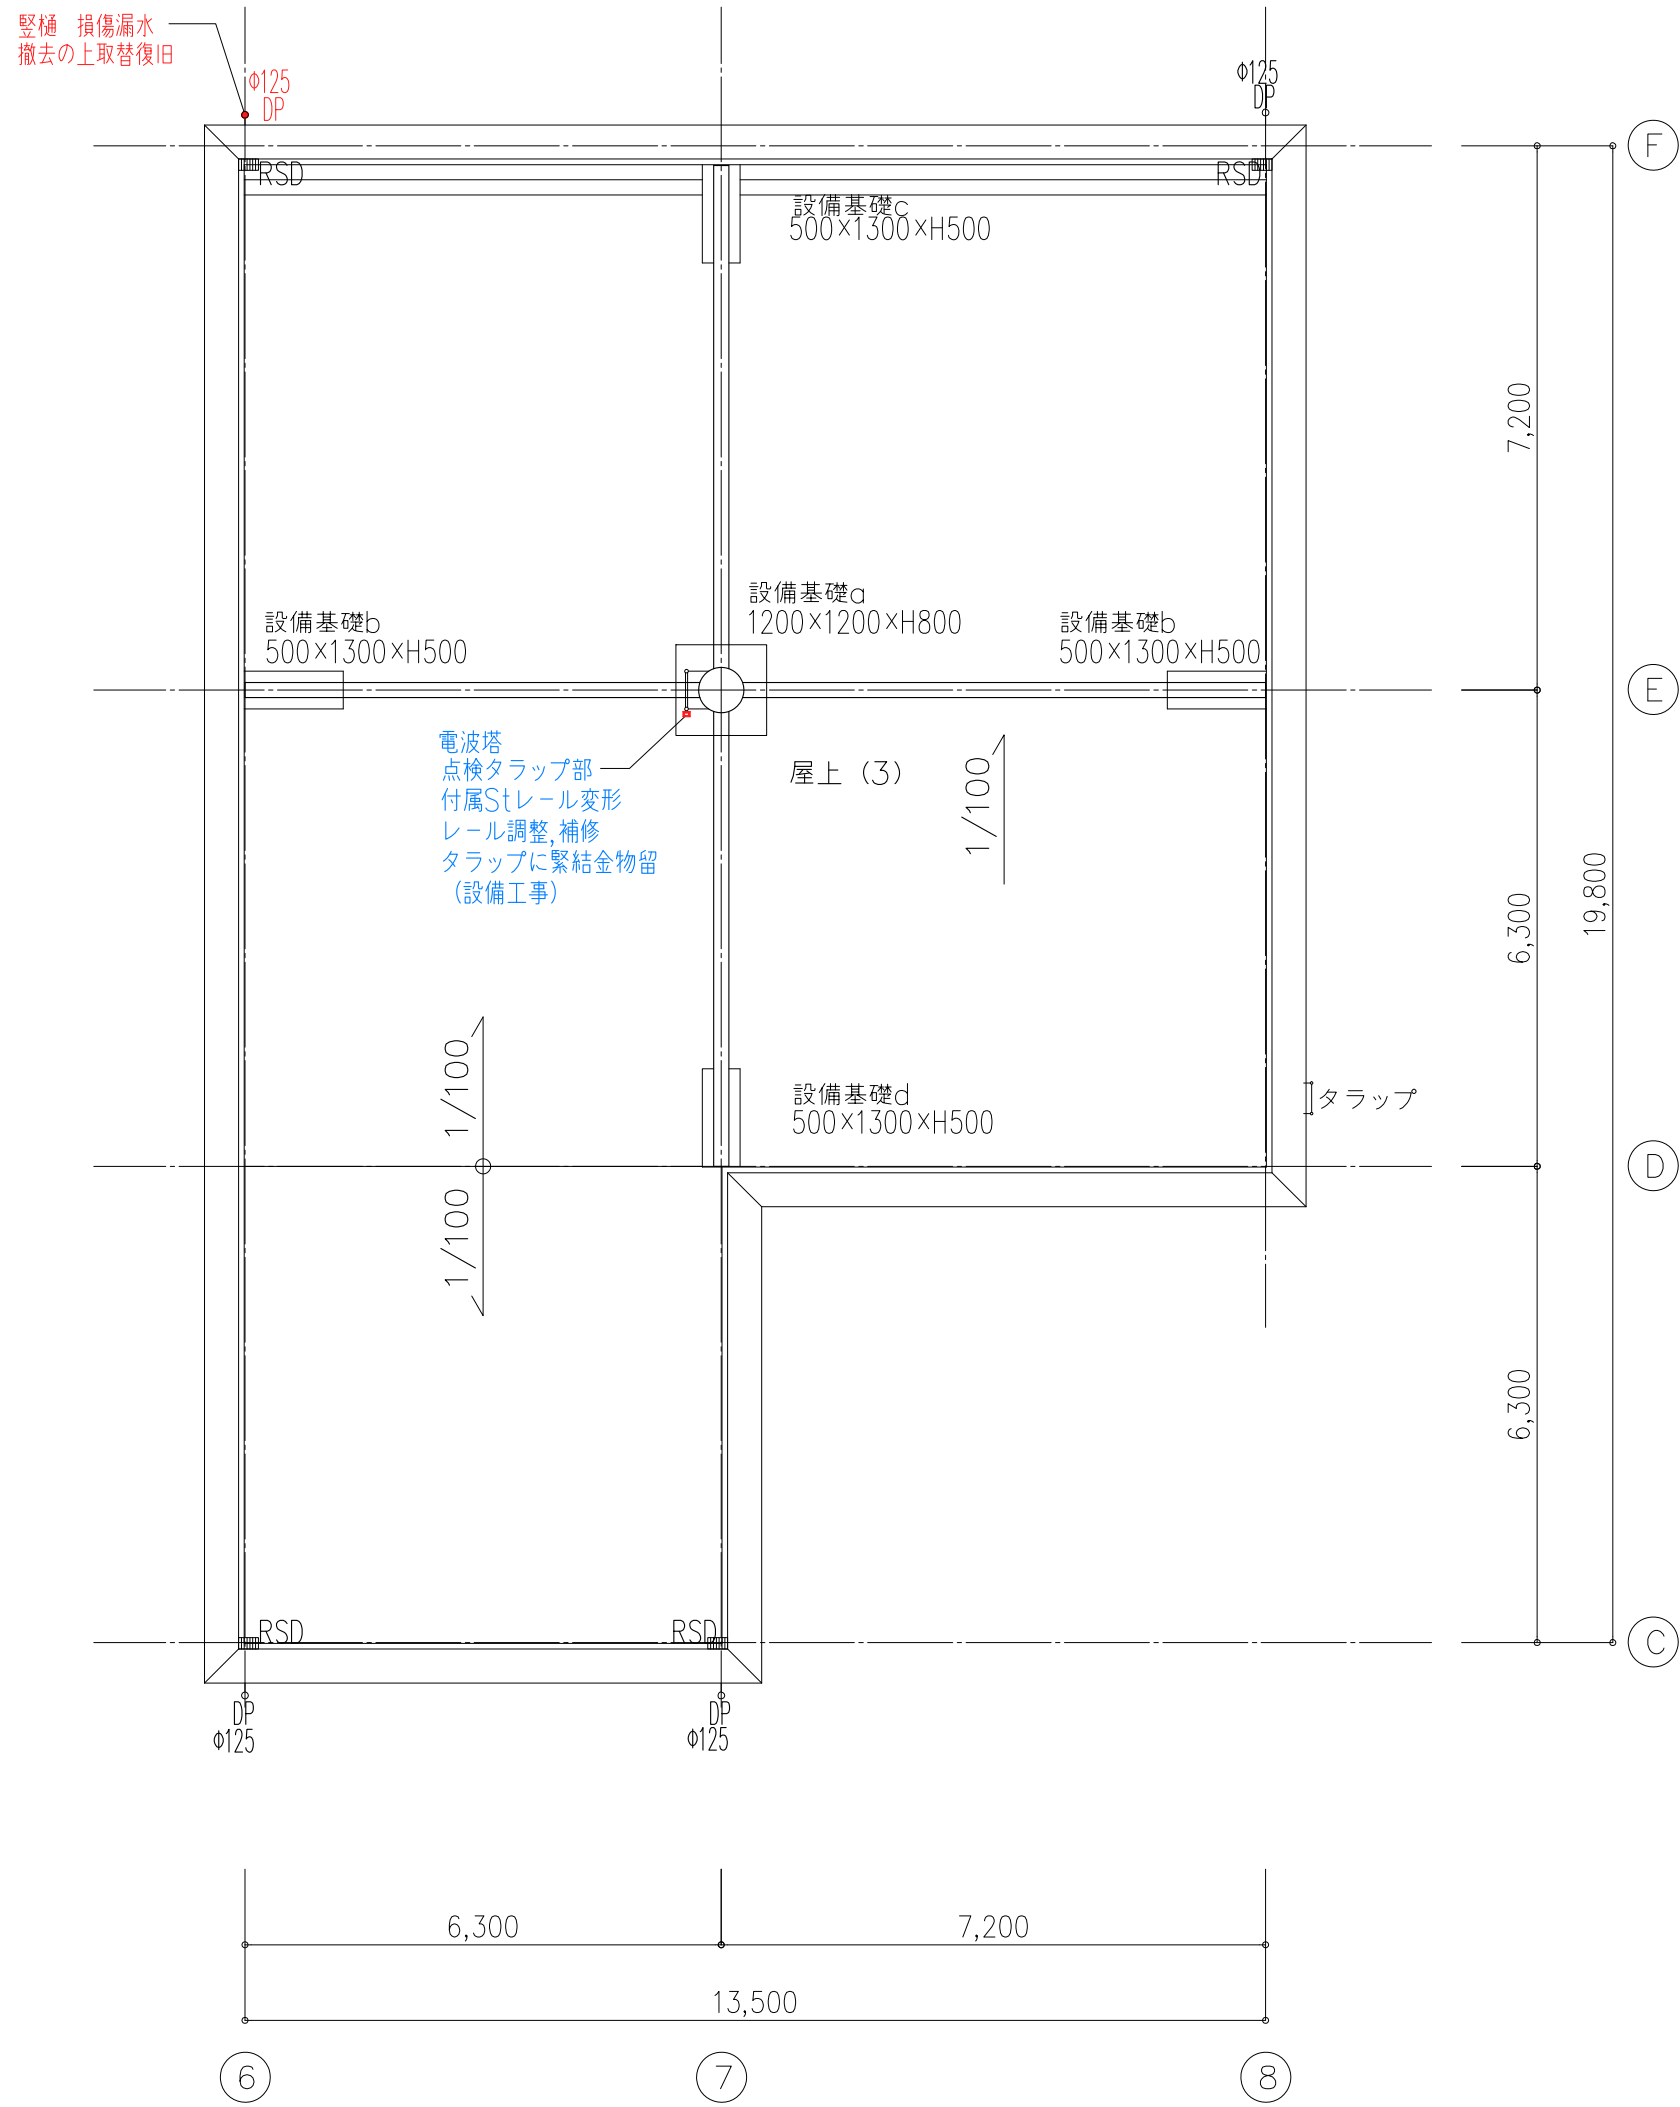 竪樋　損傷漏水
撤去の上取替復旧
φ125
DP
φ125
DP
F
RSD
RSD
設備基礎c
500×1300×H500
7,200
設備基礎a
1200×1200×H800
設備基礎b
500×1300×H500
設備基礎b
500×1300×H500
E
電波塔
点検タラップ部
付属Stレール変形
レール調整,補修
タラップに緊結金物留
（設備工事）
屋上（3）
1/100
6,300
19,800
1/100
1/100
設備基礎d
500×1300×H500
タラップ
D
6,300
RSD
RSD
C
DP
φ125
DP
φ125
6,300
7,200
13,500
6
7
8